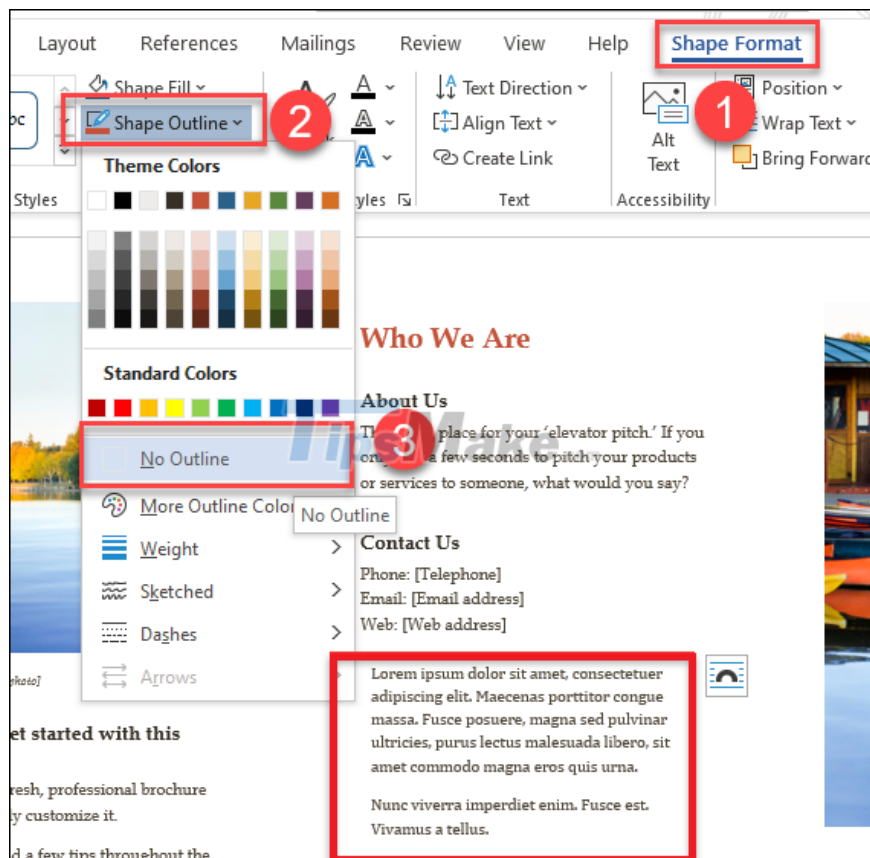 Layout References Mailings Review View Help Shape Format
Shape Fill
Shape Outline
2
Text Direction
Align Text
Create Link
Alt
Text
1
Position
Wrap Text
Bring Forward
Styles
Text
Accessibility
Theme Colors
Standard Colors
No Outline
3
No Outline
Weight
Sketched
Dashes
Arrows
TipsMake
Who We Are
About Us
place for your ‘elevator pitch.’ If you
a few seconds to pitch your products
or services to someone, what would you say?
Contact Us
Phone: [Telephone]
Email: [Email address]
Web: [Web address]
Lorem ipsum dolor sit amet, consectetuer
adipiscing elit. Maecenas porttitor congue
massa. Fusce posuere, magna sed pulvinar
ultricies, purus lectus malesuada libero, sit
amet commodo magna eros quis urna.
Nunc viverra imperdiet enim. Fusce est.
Vivamus a tellus.
started with this
professional brochure
customize it.
a few tips throughout the